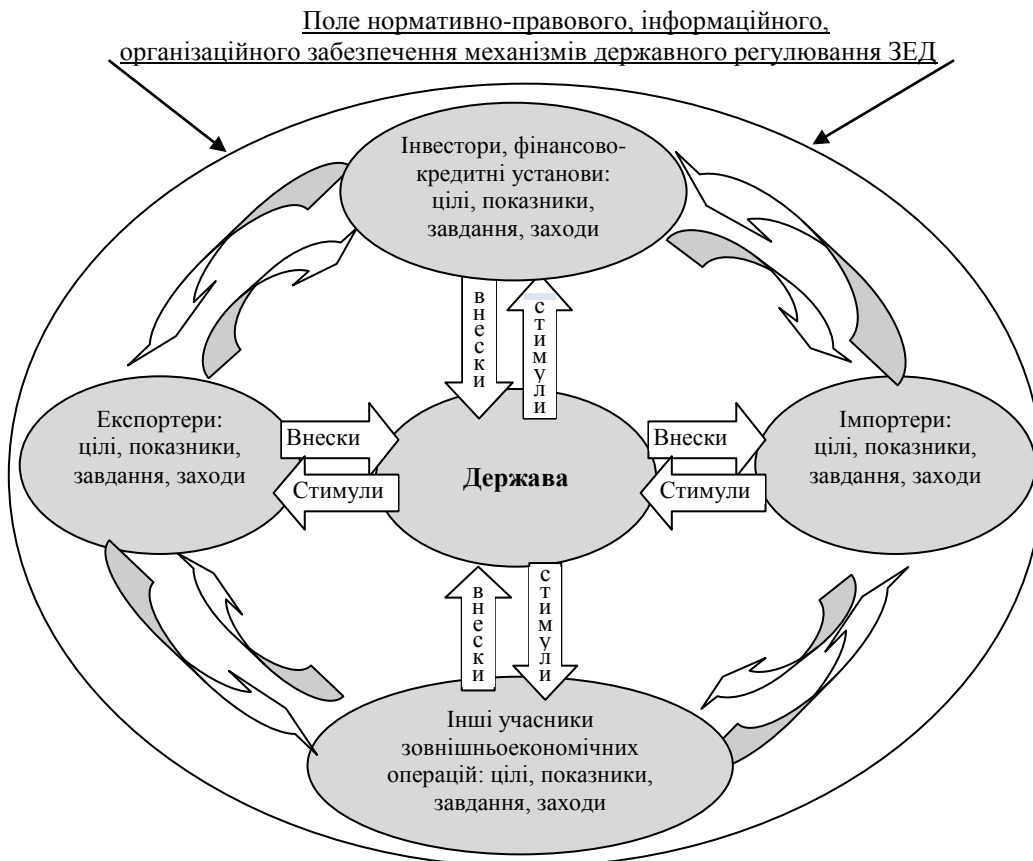 Поле нормативно-правового, інформаційного,
організаційного забезпечення механізмів державного регулювання ЗЕД
Інвестори, фінансово-
кредитні установи:
цілі, показники,
завдання, заходи
внески
стимули
Експортери:
цілі, показники,
завдання, заходи
Внески
Стимули
Держава
Внески
Стимули
Імпортери:
цілі, показники,
завдання, заходи
внески
стимули
Інші учасники
зовнішньоекономічних
операцій: цілі, показники,
завдання, заходи